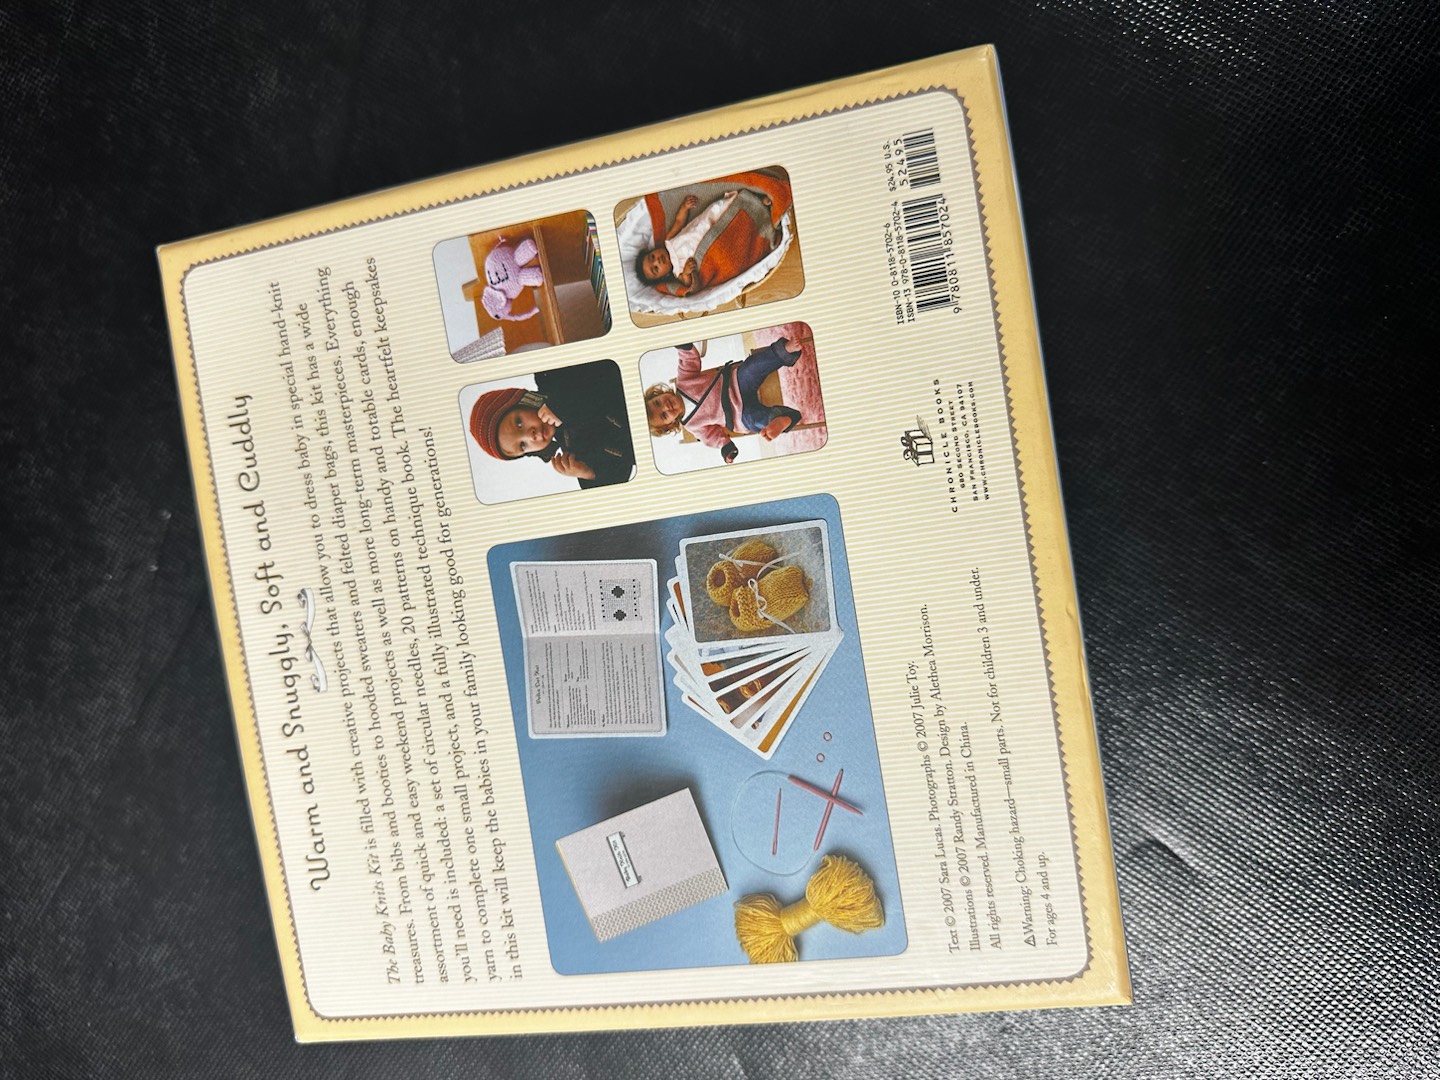 Warm and Snuggly, Soft and Cuddly
The Baby Knits Kit is filled with creative projects that allow you to dress baby in special hand-knit
treasures. From bibs and booties to hooded sweaters and felted diaper bags, this kit has a wide
assortment of quick and easy weekend projects as well as more long-term masterpieces. Everything
you'll need is included: a set of circular needles, 20 patterns on handy and totable cards, enough
yarn to complete one small project, and a fully illustrated technique book. The heartfelt keepsakes
in this kit will keep the babies in your family looking good for generations!
E
Text © 2007 Sara Lucas. Photographs © 2007 Julie Toy.
Illustrations © 2007 Randy Stratton. Design by Alethea Morrison.
All rights reserved. Manufactured in China.
⚠Warning: Choking hazard—small parts. Not for children 3 and under.
For ages 4 and up.
CHRONICLE BOOKS
680 SECOND STREET
SAN FRANCISCO, CA 94107
WWW.CHRONICLEBOOKS.COM
ISBN-10 0-8118-5702-6 $24.95 U.S.
ISBN-13 978-0-8118-5702-4 52495
9 780811 857024